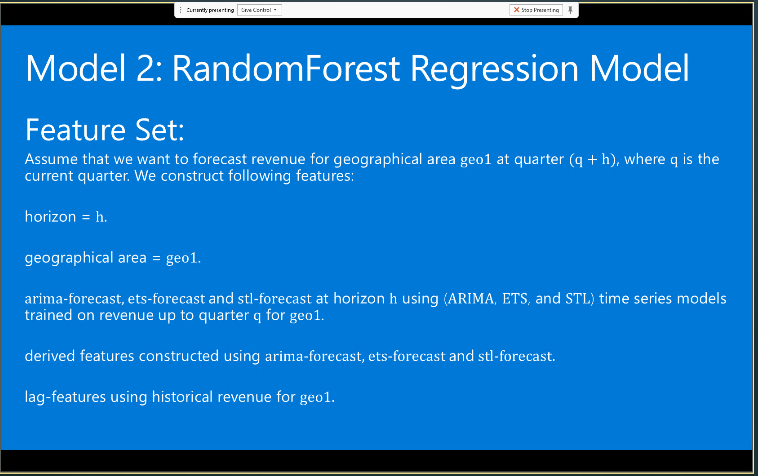 Currently presenting Give Control Stop Presenting
Model 2: RandomForest Regression Model
Feature Set:
Assume that we want to forecast revenue for geographical area geo1 at quarter (q + h), where q is the
current quarter. We construct following features:
horizon = h.
geographical area = geo1.
arima-forecast, ets-forecast and stl-forecast at horizon h using (ARIMA, ETS, and STL) time series models
trained on revenue up to quarter q for geo1.
derived features constructed using arima-forecast, ets-forecast and stl-forecast.
lag-features using historical revenue for geo1.